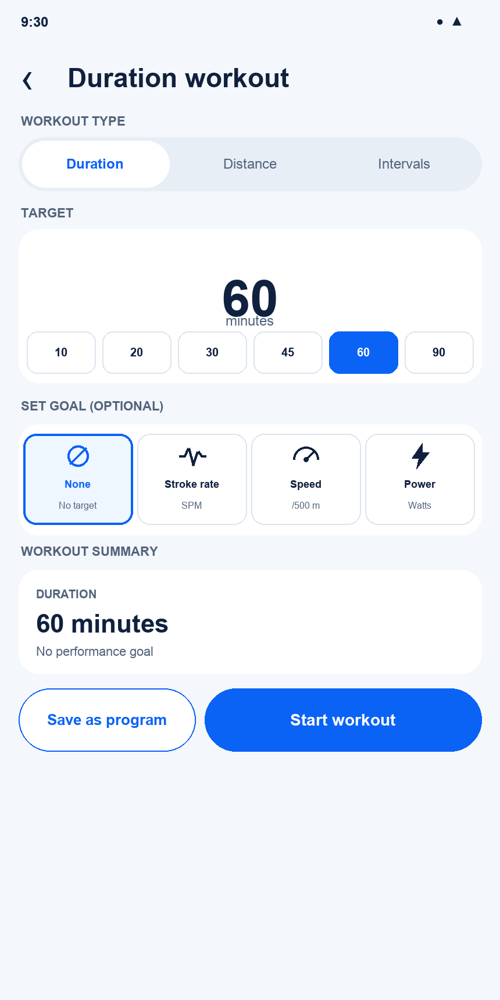 9:30
Duration workout
WORKOUT TYPE
Duration Distance Intervals
TARGET
60
minutes
10 20 30 45 60 90
SET GOAL (OPTIONAL)
None Stroke rate Speed Power
No target SPM /500 m Watts
WORKOUT SUMMARY
DURATION
60 minutes
No performance goal
Save as program Start workout